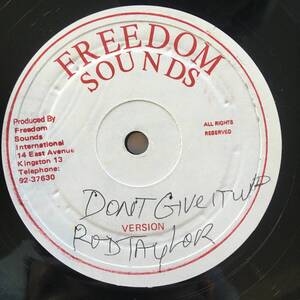 FREEDOM
SOUNDS
Produced By
Freedom
Sounds
International
14 East Avenue
Kingston 13
Telephone:
92-37630
ALL RIGHTS
RESERVED
DON'T GIVE IT UP
VERSION
ROD TAYLOR